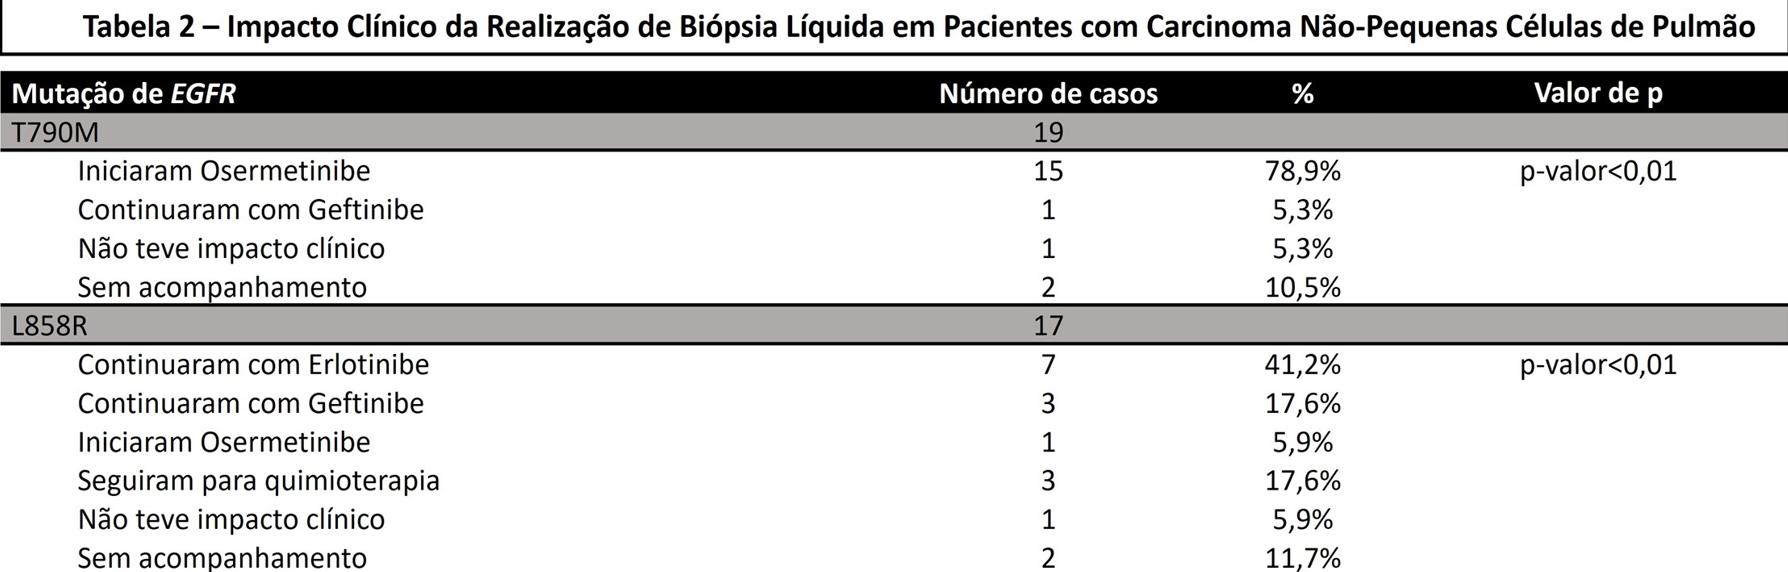 Tabela 2 – Impacto Clínico da Realização de Biópsia Líquida em Pacientes com Carcinoma Não-Pequenas Células de Pulmão
Mutação de EGFR Número de casos % Valor de p
T790M 19
Iniciaram Osermetinibe 15 78,9% p-valor<0,01
Continuaram com Geftinibe 1 5,3%
Não teve impacto clínico 1 5,3%
Sem acompanhamento 2 10,5%
L858R 17
Continuaram com Erlotinibe 7 41,2% p-valor<0,01
Continuaram com Geftinibe 3 17,6%
Iniciaram Osermetinibe 1 5,9%
Seguiram para quimioterapia 3 17,6%
Não teve impacto clínico 1 5,9%
Sem acompanhamento 2 11,7%